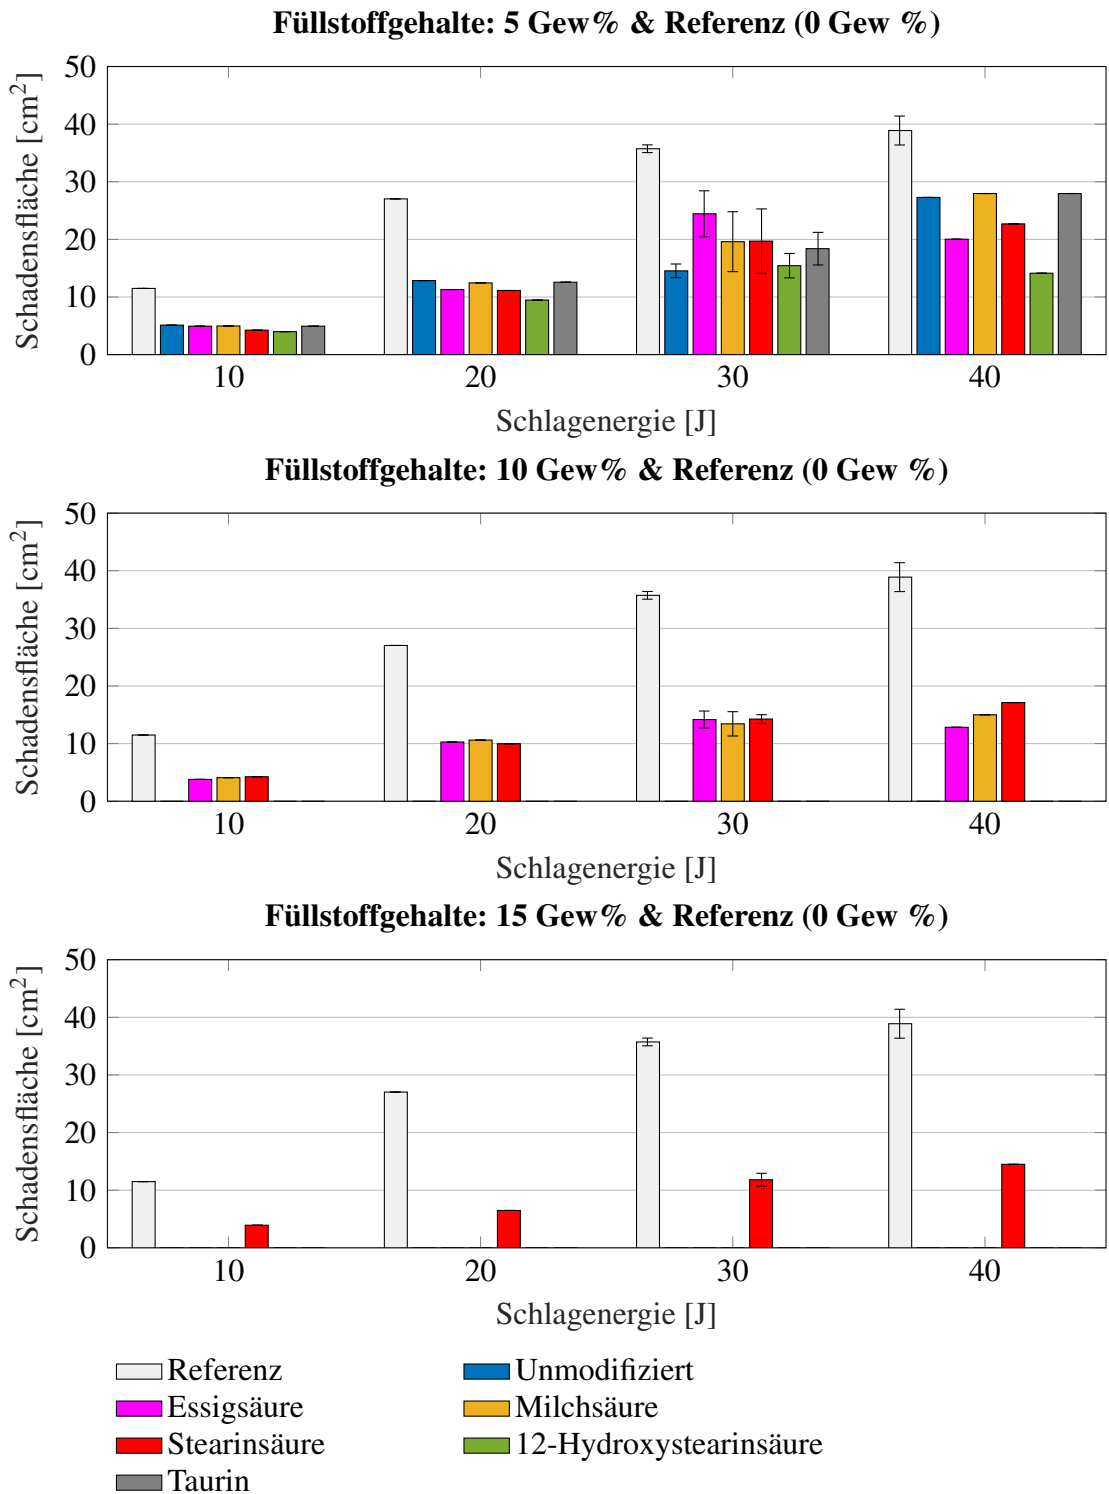 Füllstoffgehalte: 5 Gew% & Referenz (0 Gew %)
Schadensfläche [cm²]
50
40
30
20
10
0
10 20 30 40
Schlagenergie [J]
Füllstoffgehalte: 10 Gew% & Referenz (0 Gew %)
Schadensfläche [cm²]
50
40
30
20
10
0
10 20 30 40
Schlagenergie [J]
Füllstoffgehalte: 15 Gew% & Referenz (0 Gew %)
Schadensfläche [cm²]
50
40
30
20
10
0
10 20 30 40
Schlagenergie [J]
Referenz Unmodifiziert
Essigsäure Milchsäure
Stearinsäure 12-Hydroxystearinsäure
Taurin